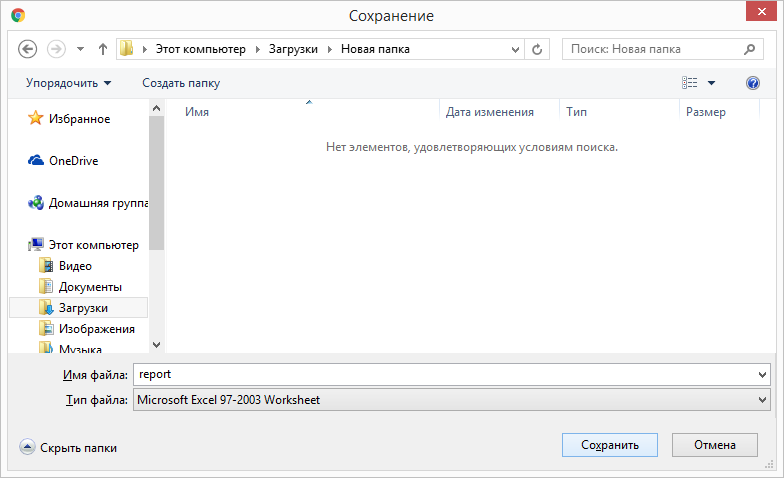 Сохранение
Этот компьютер Загрузки Новая папка Поиск: Новая папка
Упорядочить Создать папку
Имя Дата изменения Тип Размер
Нет элементов, удовлетворяющих условиям поиска.
Избранное
OneDrive
Домашняя группа
Этот компьютер
Видео
Документы
Загрузки
Изображения
Музыка
Имя файла: report
Тип файла: Microsoft Excel 97-2003 Worksheet
Скрыть папки Сохранить Отмена